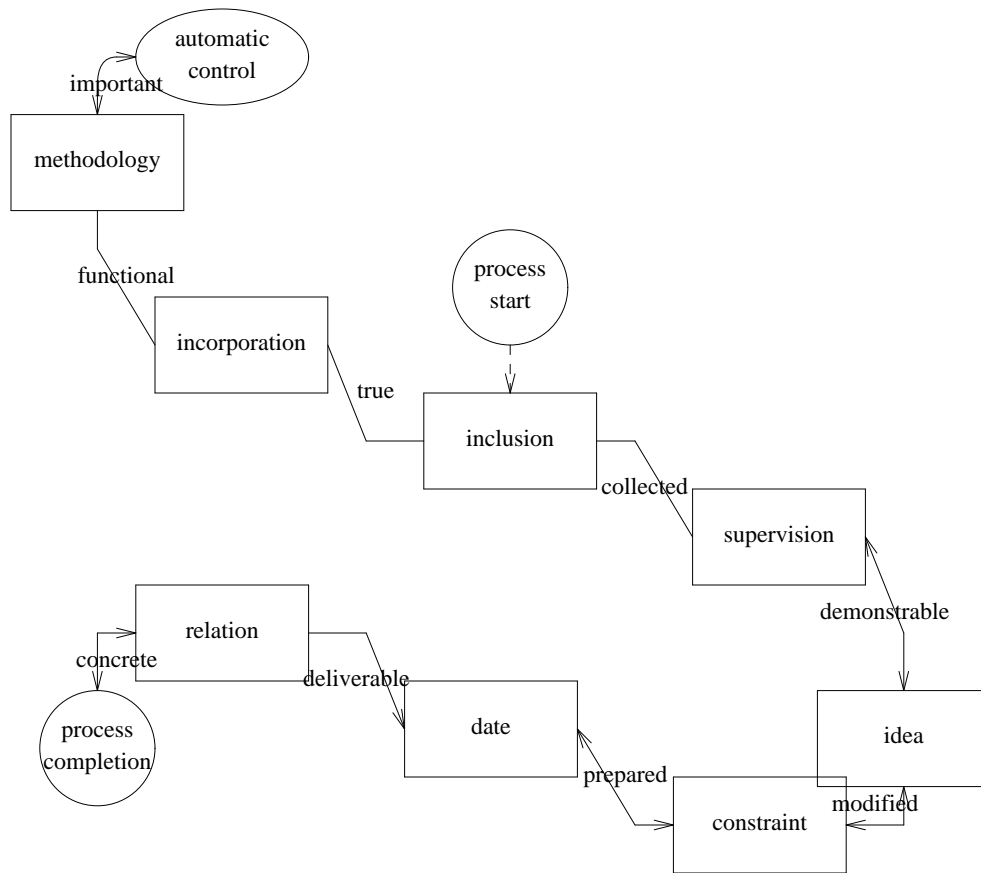 automatic
control
important
methodology
process
start
functional
incorporation
true
inclusion
collected
supervision
demonstrable
relation
concrete
deliverable
process
completion
date
idea
prepared
modified
constraint